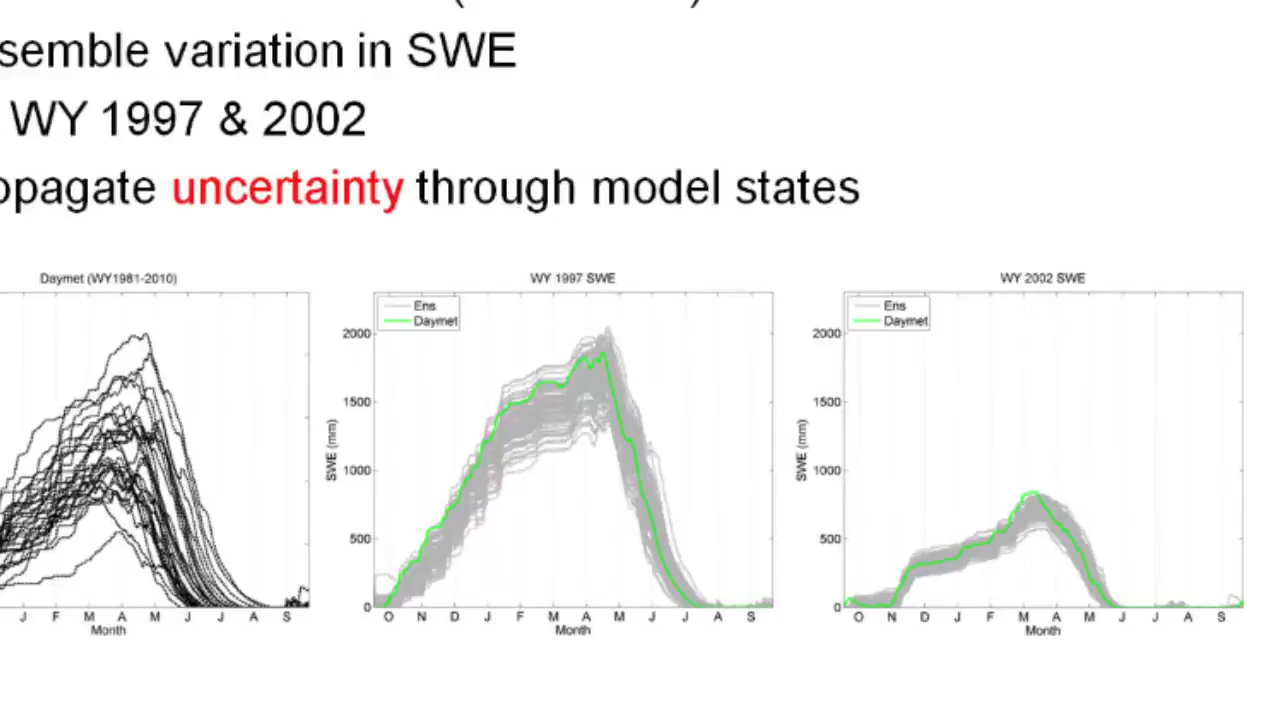 semble variation in SWE
WY 1997 & 2002
opagate uncertainty through model states
Daymet (WY1981-2010)
J F M A M J J A S
Month
WY 1997 SWE
Ens
Daymet
SWE (mm)
2000
1500
1000
500
0
O N D J F M A M J J A S
Month
WY 2002 SWE
Ens
Daymet
SWE (mm)
2000
1500
1000
500
0
O N D J F M A M J J A S
Month